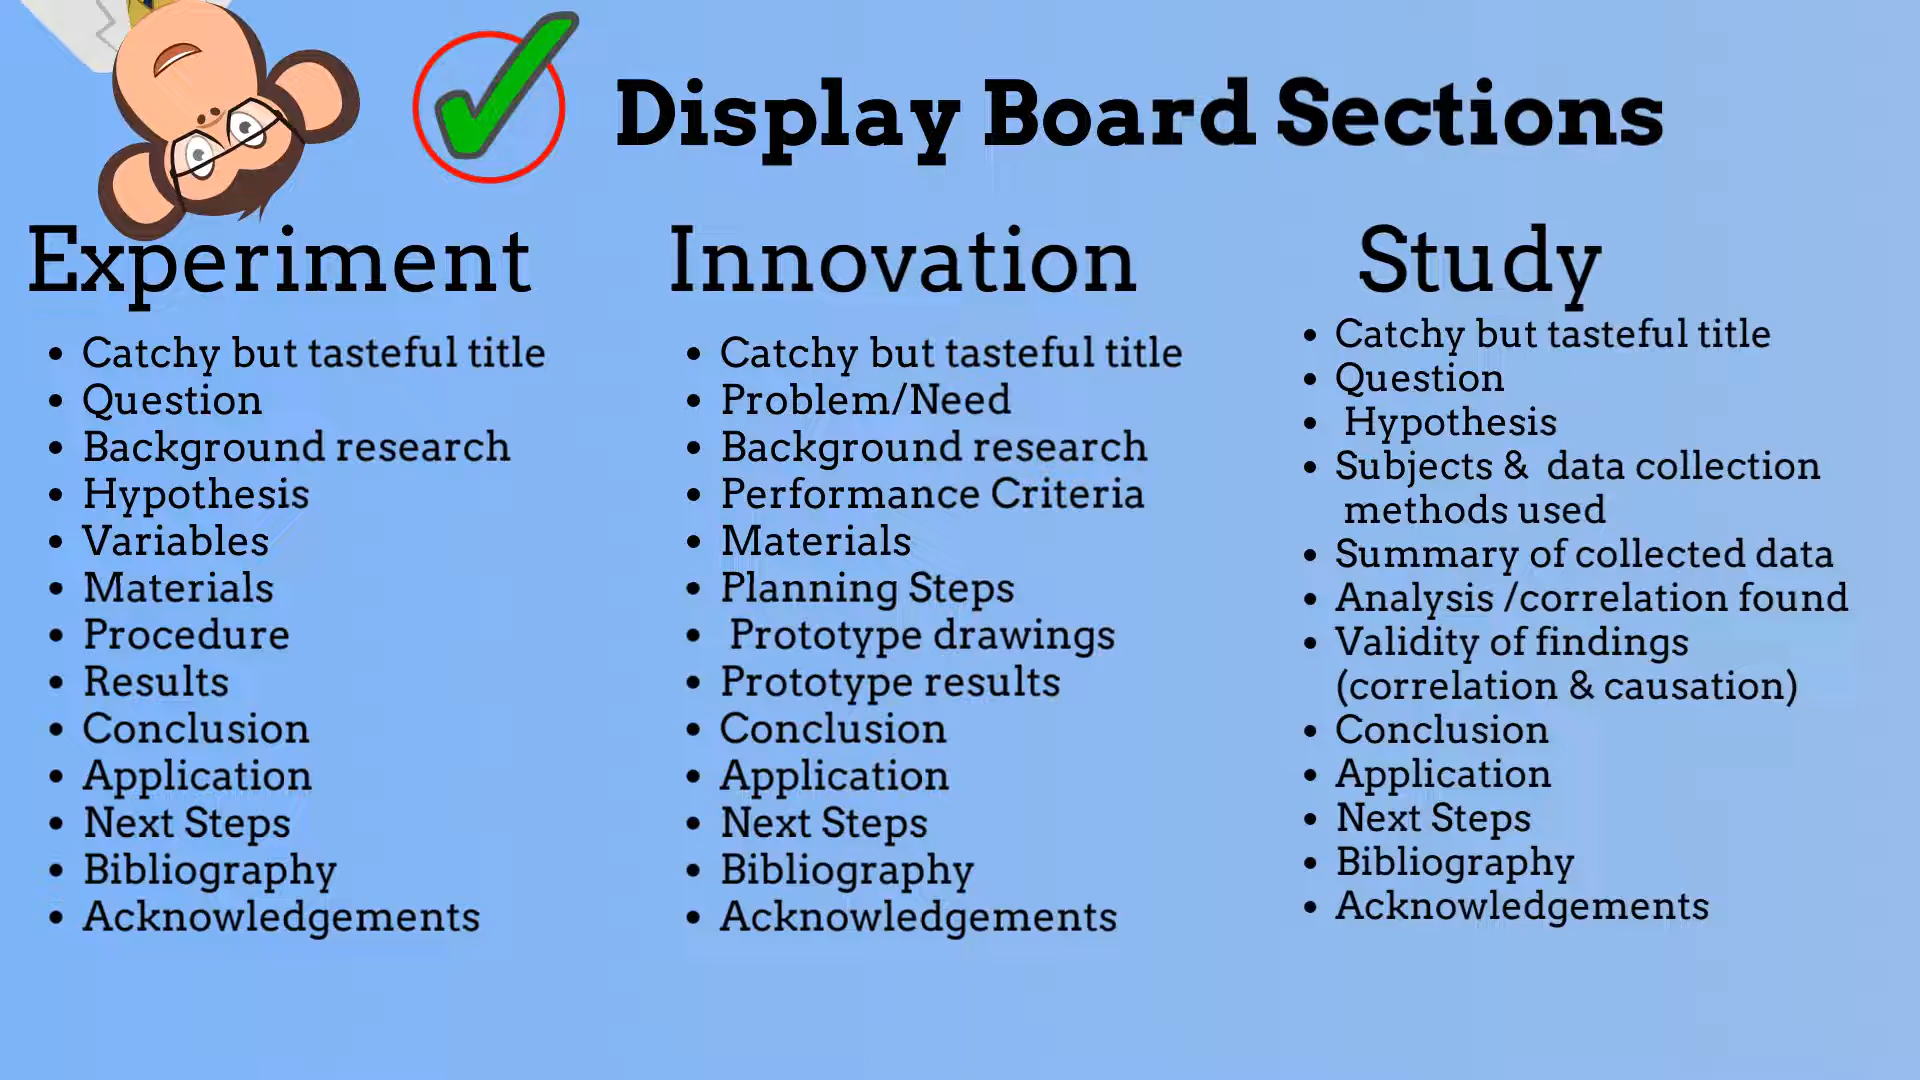 Display Board Sections
Experiment
• Catchy but tasteful title
• Question
• Background research
• Hypothesis
• Variables
• Materials
• Procedure
• Results
• Conclusion
• Application
• Next Steps
• Bibliography
• Acknowledgements
Innovation
• Catchy but tasteful title
• Problem/Need
• Background research
• Performance Criteria
• Materials
• Planning Steps
• Prototype drawings
• Prototype results
• Conclusion
• Application
• Next Steps
• Bibliography
• Acknowledgements
Study
• Catchy but tasteful title
• Question
• Hypothesis
• Subjects & data collection
methods used
• Summary of collected data
• Analysis /correlation found
• Validity of findings
(correlation & causation)
• Conclusion
• Application
• Next Steps
• Bibliography
• Acknowledgements